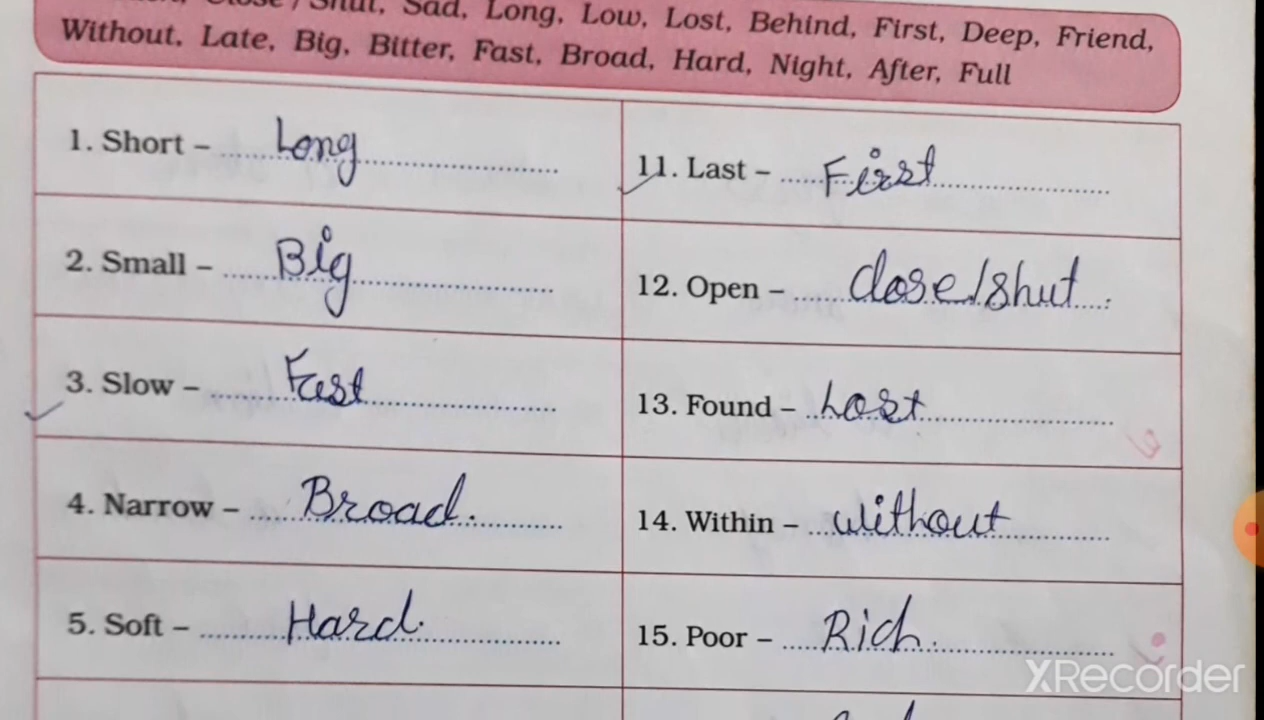 Close / Shut, Sad, Long, Low, Lost, Behind, First, Deep, Friend,
Without, Late, Big, Bitter, Fast, Broad, Hard, Night, After, Full
1. Short - Long
11. Last - First
2. Small - Big
12. Open - close/shut
3. Slow - Fast
13. Found - Lost
4. Narrow - Broad.
14. Within - without
5. Soft - Hard.
15. Poor - Rich.
XRecorder